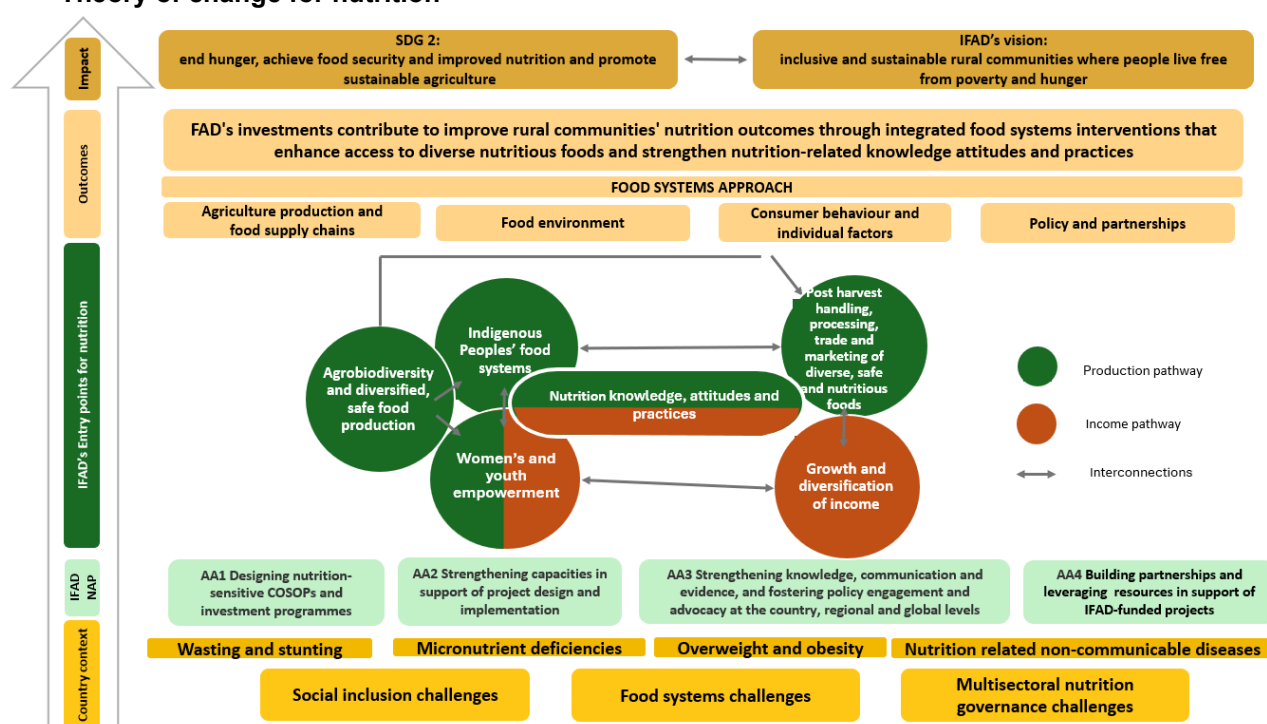 Theory of change for nutrition
Impact
SDG 2:
end hunger, achieve food security and improved nutrition and promote
sustainable agriculture
IFAD's vision:
inclusive and sustainable rural communities where people live free
from poverty and hunger
Outcomes
FAD's investments contribute to improve rural communities' nutrition outcomes through integrated food systems interventions that
enhance access to diverse nutritious foods and strengthen nutrition-related knowledge attitudes and practices
FOOD SYSTEMS APPROACH
Agriculture production and
food supply chains
Food environment
Consumer behaviour and
individual factors
Policy and partnerships
IFAD's Entry points for nutrition
Agrobiodiversity
and diversified,
safe food
production
Indigenous
Peoples' food
systems
Nutrition knowledge, attitudes and
practices
Women's and
youth
empowerment
Post harvest
handling,
processing,
trade and
marketing of
diverse, safe
and nutritious
foods
Growth and
diversification
of income
Production pathway
Income pathway
Interconnections
IFAD
NAP
AA1 Designing nutrition-
sensitive COSOPs and
investment programmes
AA2 Strengthening capacities in
support of project design and
implementation
AA3 Strengthening knowledge, communication and
evidence, and fostering policy engagement and
advocacy at the country, regional and global levels
AA4 Building partnerships and
leveraging resources in support of
IFAD-funded projects
Country context
Wasting and stunting
Micronutrient deficiencies
Overweight and obesity
Nutrition related non-communicable diseases
Social inclusion challenges
Food systems challenges
Multisectoral nutrition
governance challenges